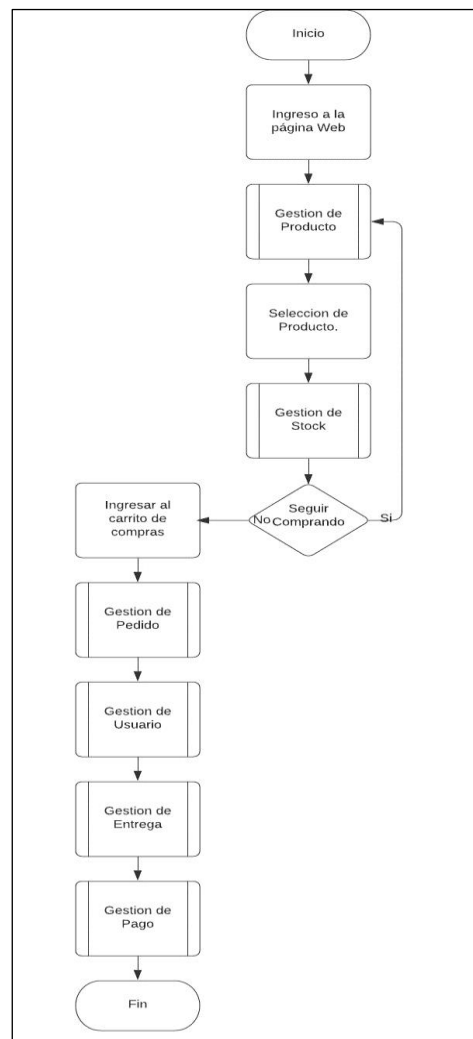 Inicio
Ingreso a la
página Web
Gestion de
Producto
Seleccion de
Producto.
Gestion de
Stock
Seguir
Comprando
No
Si
Ingresar al
carrito de
compras
Gestion de
Pedido
Gestion de
Usuario
Gestion de
Entrega
Gestion de
Pago
Fin